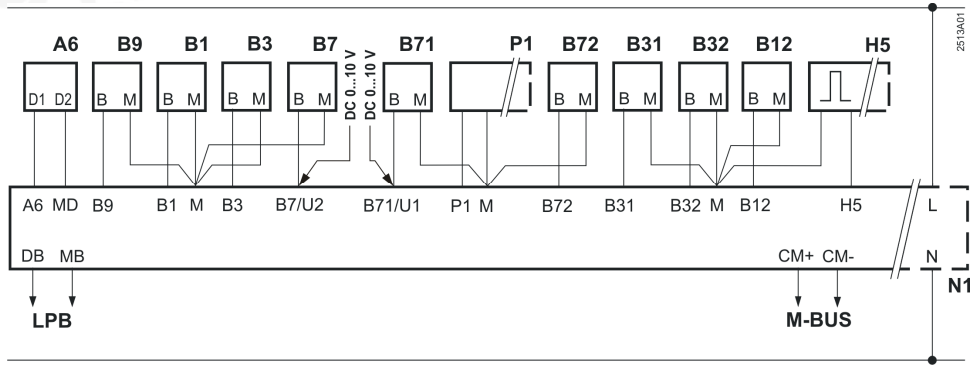 2513A01
A6 B9 B1 B3 B7 B71 P1 B72 B31 B32 B12 H5
DC 0...10 V
DC 0...10 V
D1 D2 B M B M B M B M B M B M B M B M B M
A6 MD B9 B1 M B3 B7/U2 B71/U1 P1 M B72 B31 B32 M B12 H5 L
DB MB CM+ CM- N
N1
LPB M-BUS